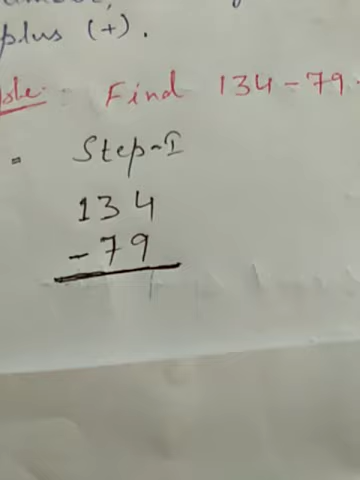 plus (+).
Find 134-79.
Step-I
134
-79